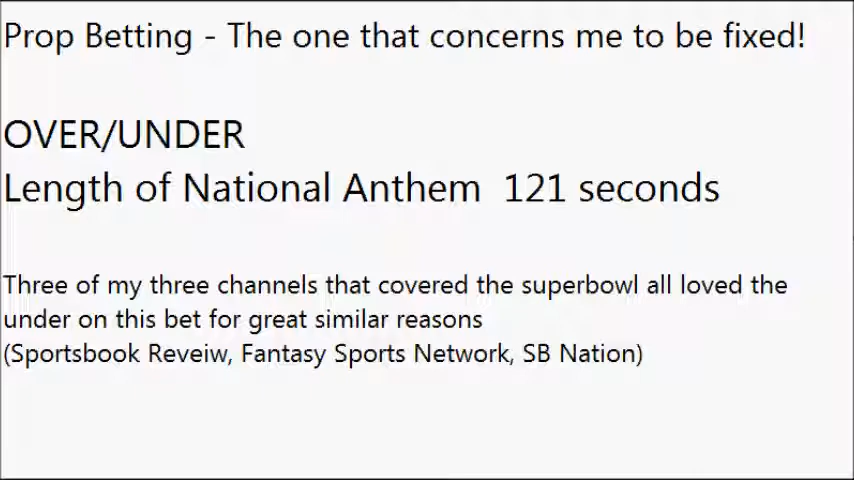 Prop Betting - The one that concerns me to be fixed!
OVER/UNDER
Length of National Anthem  121 seconds
Three of my three channels that covered the superbowl all loved the
under on this bet for great similar reasons
(Sportsbook Reveiw, Fantasy Sports Network, SB Nation)